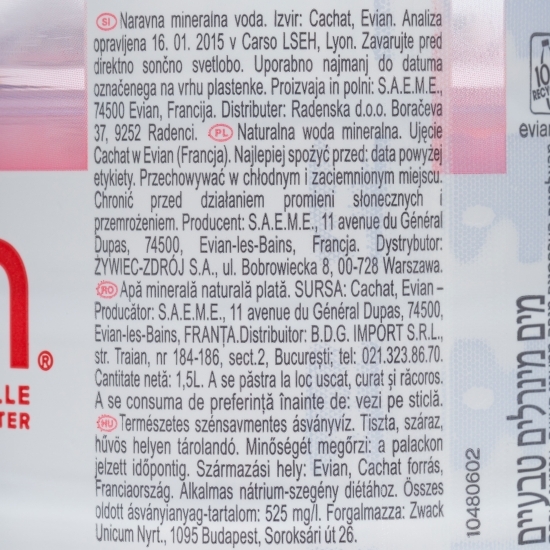 SI Naravna mineralna voda. Izvir: Cachat, Evian. Analiza
opravljena 16. 01. 2015 v Carso LSEH, Lyon. Zavarujte pred
direktno sončno svetlobo. Uporabno najmanj do datuma
označenega na vrhu plastenke. Proizvaja in polni: S.A.E.M.E.,
74500 Evian, Francija. Distributer: Radenska d.o.o. Boračeva
37, 9252 Radenci. PL Naturalna woda mineralna. Ujęcie
Cachat w Evian (Francja). Najlepiej spożyć przed: data powyżej
etykiety. Przechowywać w chłodnym i zaciemnionym miejscu.
Chronić przed działaniem promieni słonecznych i
przemrożeniem. Producent: S.A.E.M.E., 11 avenue du Général
Dupas, 74500, Evian-les-Bains, Francja. Dystrybutor:
ŻYWIEC-ZDRÓJ S.A., ul. Bobrowiecka 8, 00-728 Warszawa.
RO Apă minerală naturală plată. SURSA: Cachat, Evian –
Producător: S.A.E.M.E., 11 avenue du Général Dupas, 74500,
Evian-les-Bains, FRANȚA.Distribuitor: B.D.G. IMPORT S.R.L.,
str. Traian, nr 184-186, sect.2, București; tel: 021.323.86.70.
Cantitate netă: 1,5L. A se păstra la loc uscat, curat și răcoros.
A se consuma de preferință înainte de: vezi pe sticlă.
HU Természetes szénsavmentes ásványvíz. Tiszta, száraz,
hűvös helyen tárolandó. Minőségét megőrzi: a palackon
jelzett időpontig. Származási hely: Evian, Cachat forrás,
Franciaország. Alkalmas nátrium-szegény diétához. Összes
oldott ásványianyag-tartalom: 525 mg/l. Forgalmazza: Zwack
Unicum Nyrt., 1095 Budapest, Soroksári út 26.
®
LLE
TER
10
evian
10480602
מים מינרלים טבעיים